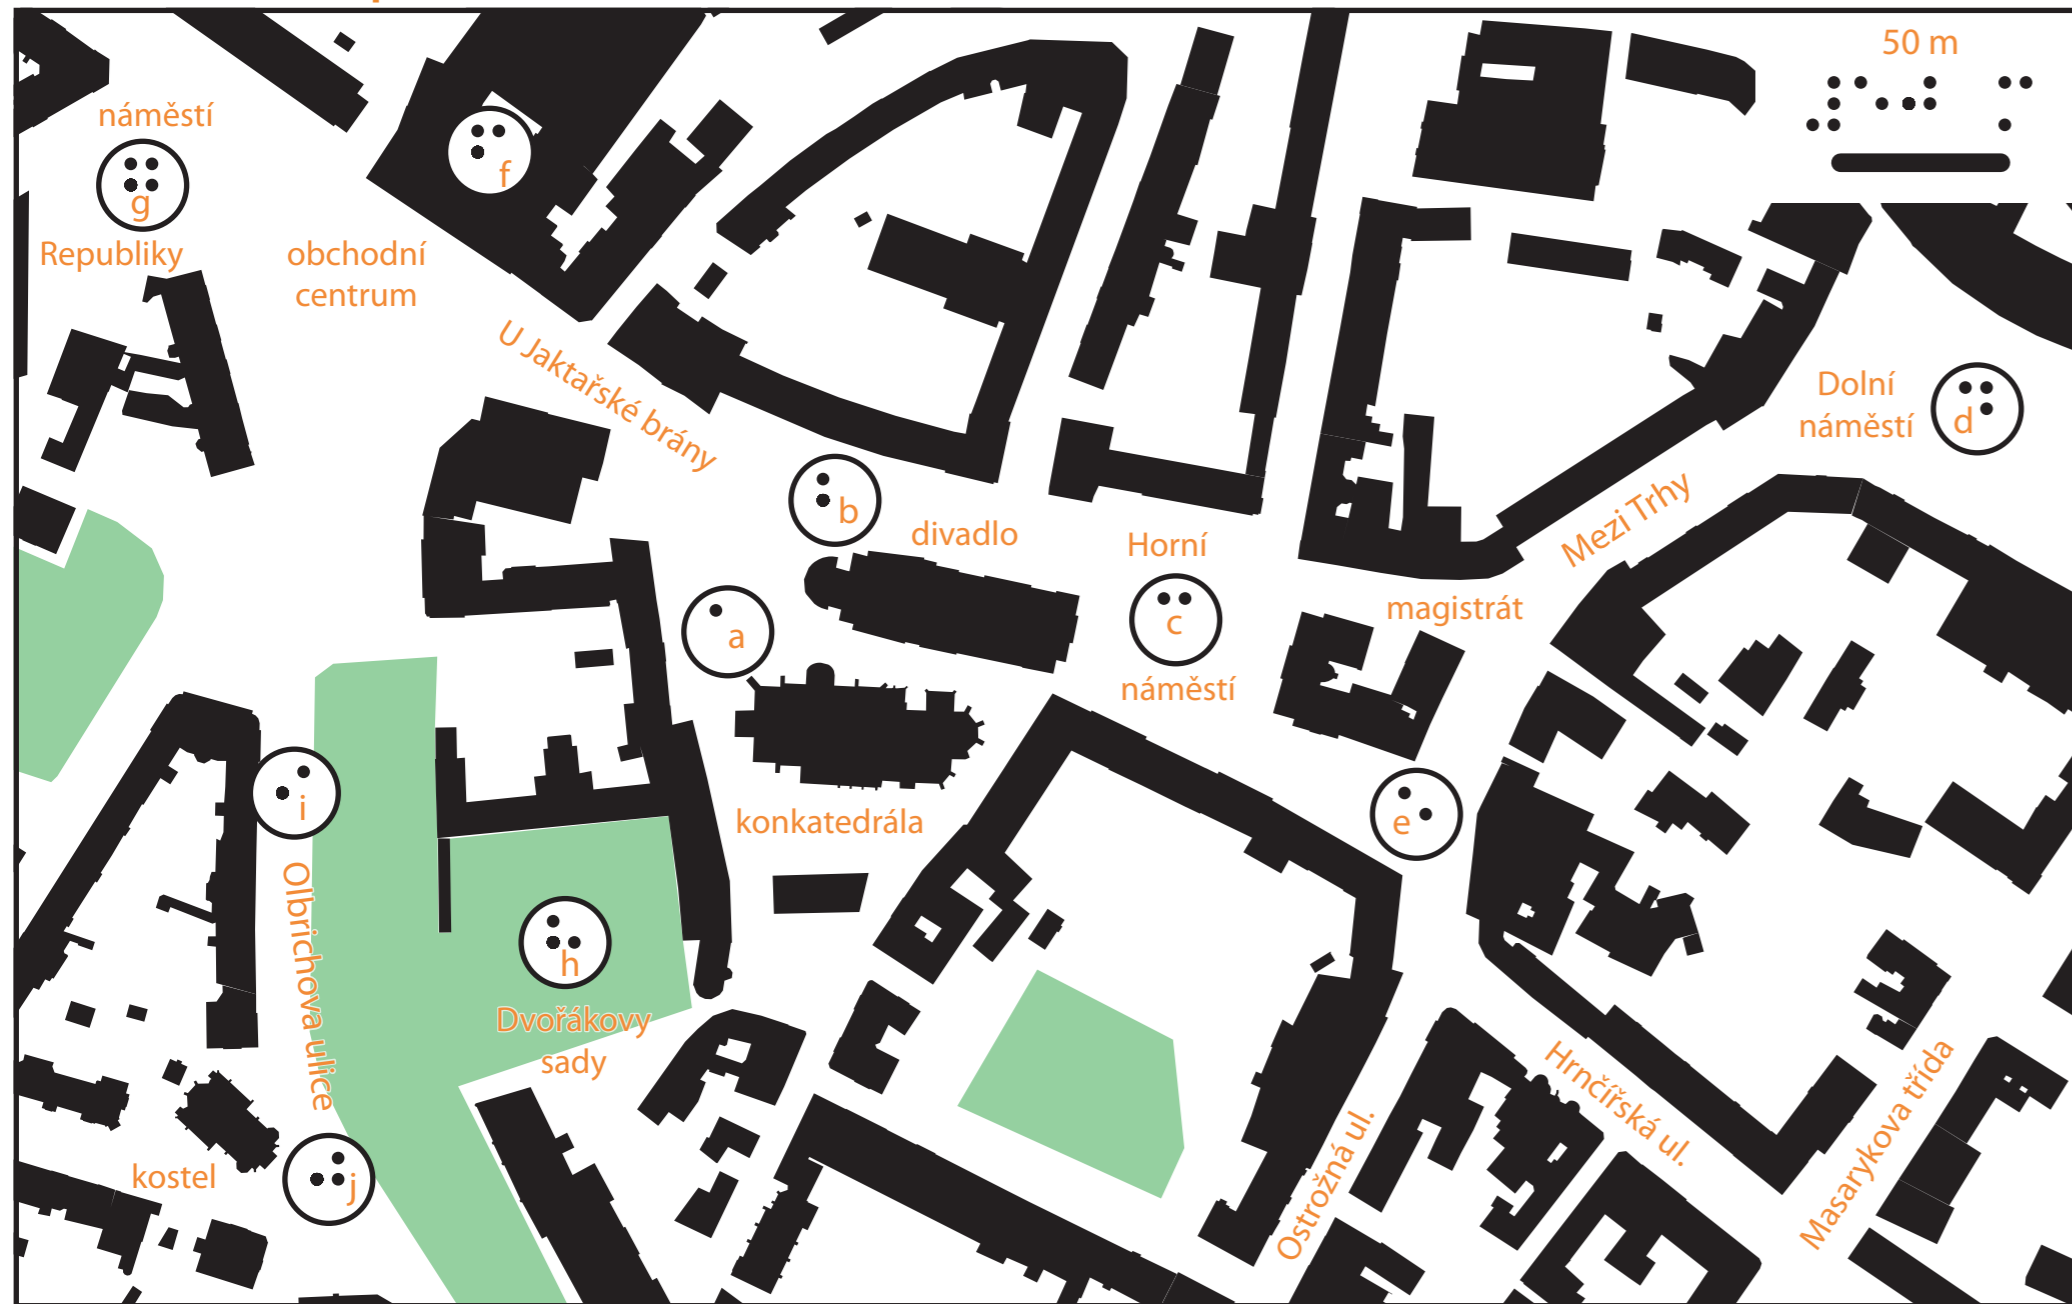 50 m
náměstí
g
Republiky
f
obchodní
centrum
U Jaktařské brány
Dolní
náměstí
d
b
divadlo
Horní
c
náměstí
Mezi Trhy
magistrát
a
i
konkatedrála
e
Olbrichova ulice
h
Dvořákovy
sady
kostel
j
Ostrožná ul.
Hrnčířská ul.
Masarykova třída